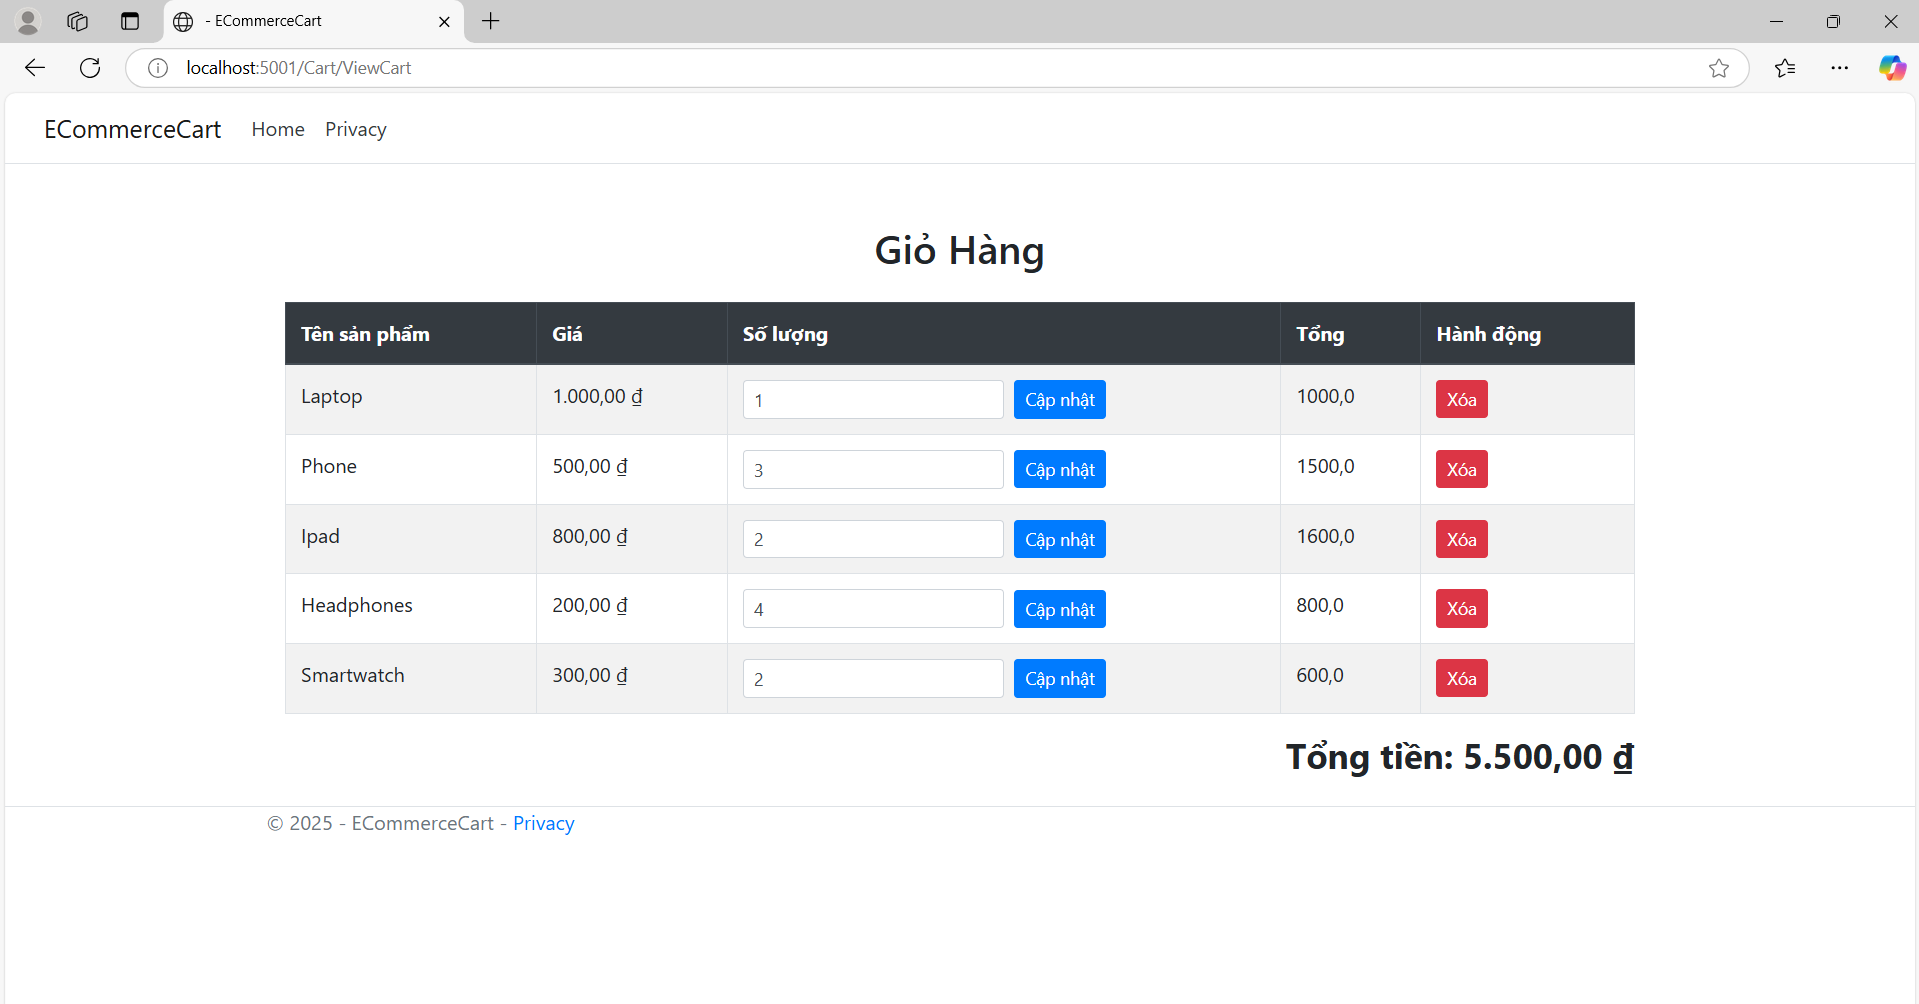 - ECommerceCart
localhost:5001/Cart/ViewCart
ECommerceCart Home Privacy
Giỏ Hàng
Tên sản phẩm Giá Số lượng Tổng Hành động
Laptop 1.000,00 ₫ 1 Cập nhật 1000,0 Xóa
Phone 500,00 ₫ 3 Cập nhật 1500,0 Xóa
Ipad 800,00 ₫ 2 Cập nhật 1600,0 Xóa
Headphones 200,00 ₫ 4 Cập nhật 800,0 Xóa
Smartwatch 300,00 ₫ 2 Cập nhật 600,0 Xóa
Tổng tiền: 5.500,00 ₫
© 2025 - ECommerceCart - Privacy